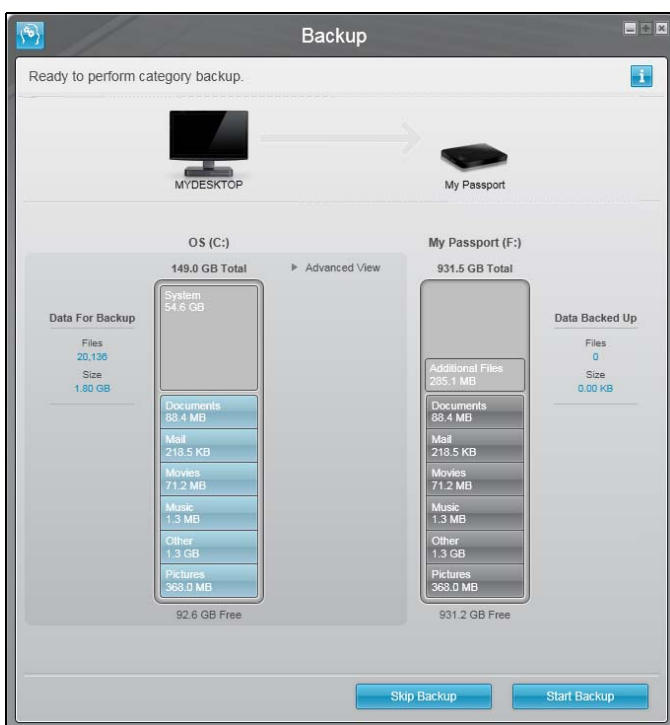 Backup
Ready to perform category backup.
MYDESKTOP
My Passport
OS (C:)
149.0 GB Total
Advanced View
My Passport (F:)
931.5 GB Total
Data For Backup
Files
20,136
Size
1.80 GB
System
54.6 GB
Documents
88.4 MB
Mail
218.5 KB
Movies
71.2 MB
Music
1.3 MB
Other
1.3 GB
Pictures
368.0 MB
92.6 GB Free
Additional Files
285.1 MB
Documents
88.4 MB
Mail
218.5 KB
Movies
71.2 MB
Music
1.3 MB
Other
1.3 GB
Pictures
368.0 MB
931.2 GB Free
Data Backed Up
Files
0
Size
0.00 KB
Skip Backup
Start Backup